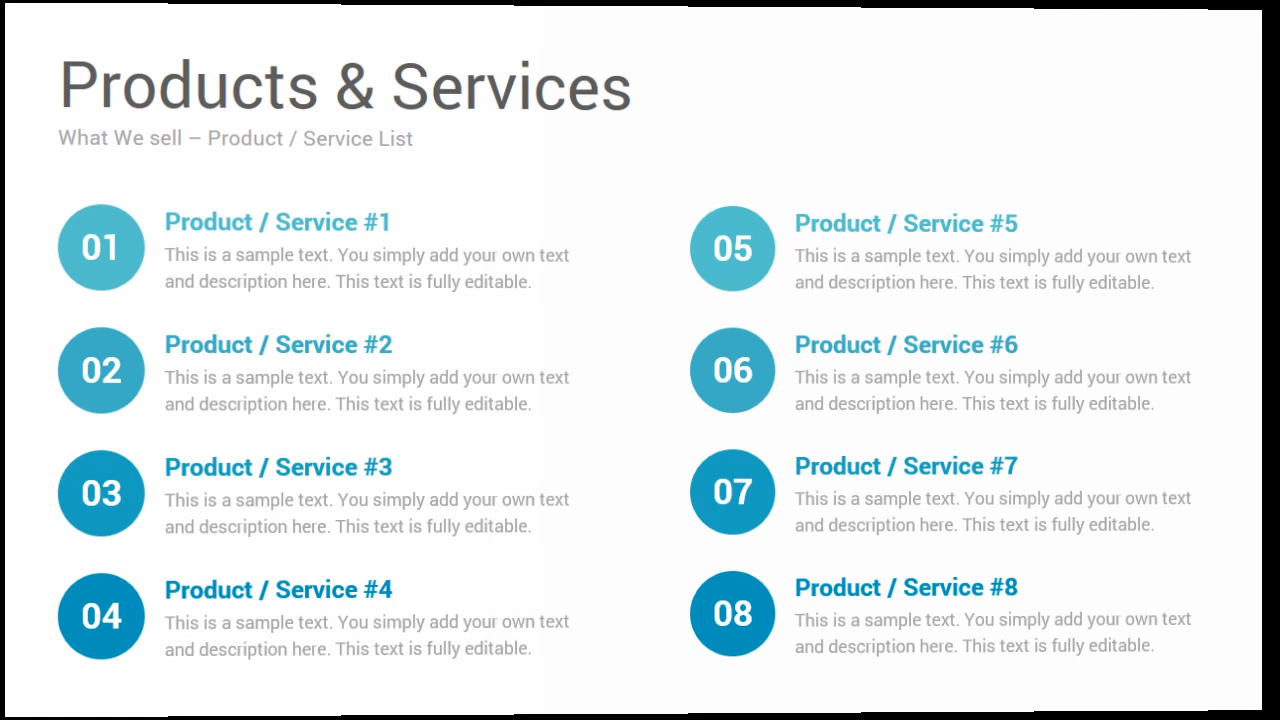 Products & Services
What We sell – Product / Service List
01
Product / Service #1
This is a sample text. You simply add your own text
and description here. This text is fully editable.
02
Product / Service #2
This is a sample text. You simply add your own text
and description here. This text is fully editable.
03
Product / Service #3
This is a sample text. You simply add your own text
and description here. This text is fully editable.
04
Product / Service #4
This is a sample text. You simply add your own text
and description here. This text is fully editable.
05
Product / Service #5
This is a sample text. You simply add your own text
and description here. This text is fully editable.
06
Product / Service #6
This is a sample text. You simply add your own text
and description here. This text is fully editable.
07
Product / Service #7
This is a sample text. You simply add your own text
and description here. This text is fully editable.
08
Product / Service #8
This is a sample text. You simply add your own text
and description here. This text is fully editable.